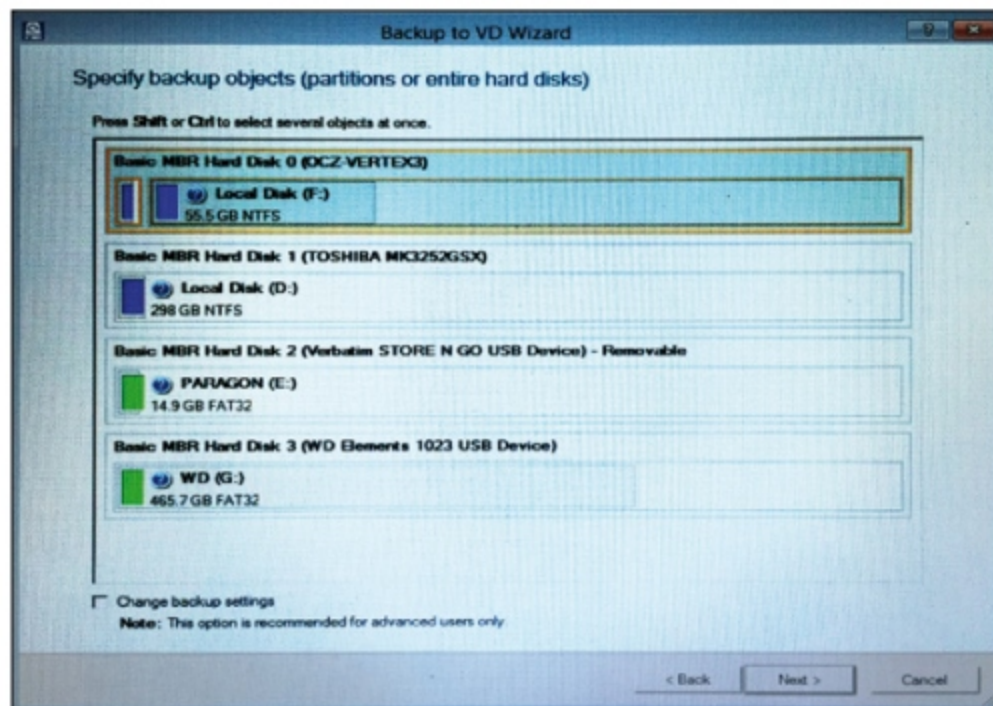 Backup to VD Wizard
Specify backup objects (partitions or entire hard disks)
Press Shift or Ctrl to select several objects at once.
Basic MBR Hard Disk 0 (OCZ-VERTEX3)
Local Disk (F:)
55.5 GB NTFS
Basic MBR Hard Disk 1 (TOSHIBA MK3252GSX)
Local Disk (D:)
298 GB NTFS
Basic MBR Hard Disk 2 (Verbatim STORE N GO USB Device) - Removable
PARAGON (E:)
14.9 GB FAT32
Basic MBR Hard Disk 3 (WD Elements 1023 USB Device)
WD (G:)
465.7 GB FAT32
Change backup settings
Note: This option is recommended for advanced users only
< Back Next > Cancel